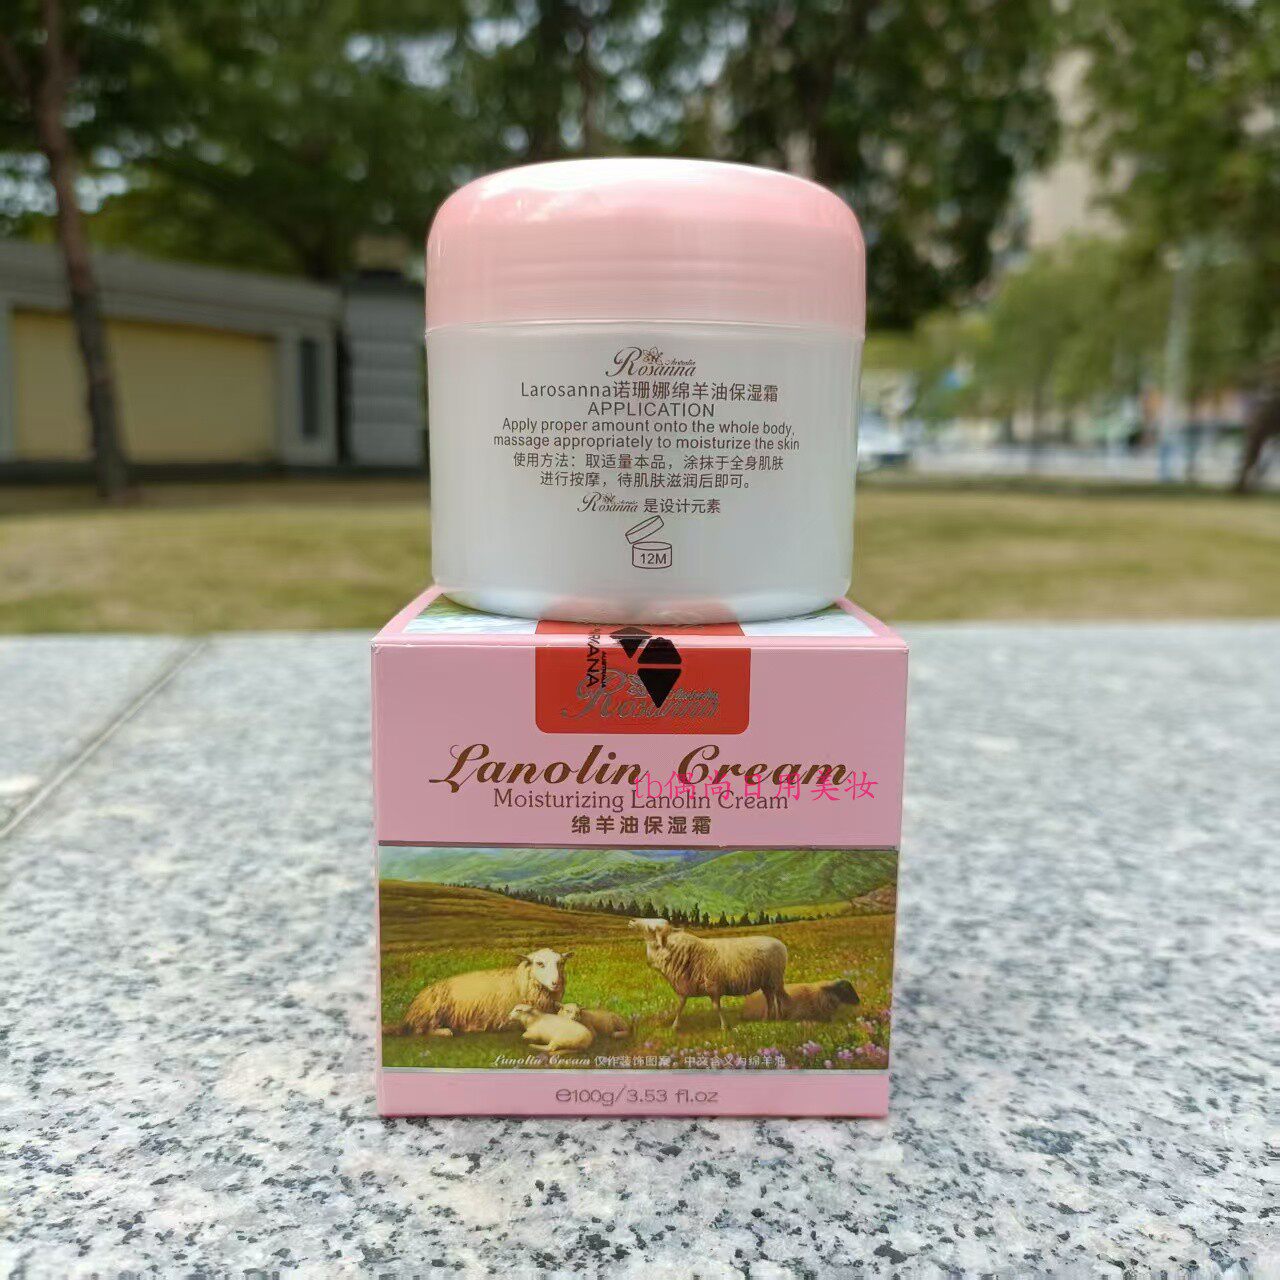 Rosanna
Australia
Larosanna诺珊娜绵羊油保湿霜
APPLICATION
Apply proper amount onto the whole body,
massage appropriately to moisturize the skin
使用方法：取适量本品，涂抹于全身肌肤
进行按摩，待肌肤滋润后即可。
Rosanna 是设计元素
12M
Rosanna
Lanolin Cream
tb偶尚日用美妆
Moisturizing Lanolin Cream
绵羊油保湿霜
Lanolin Cream 仅作装饰图案，中文含义为绵羊油
℮100g/3.53 fl.oz